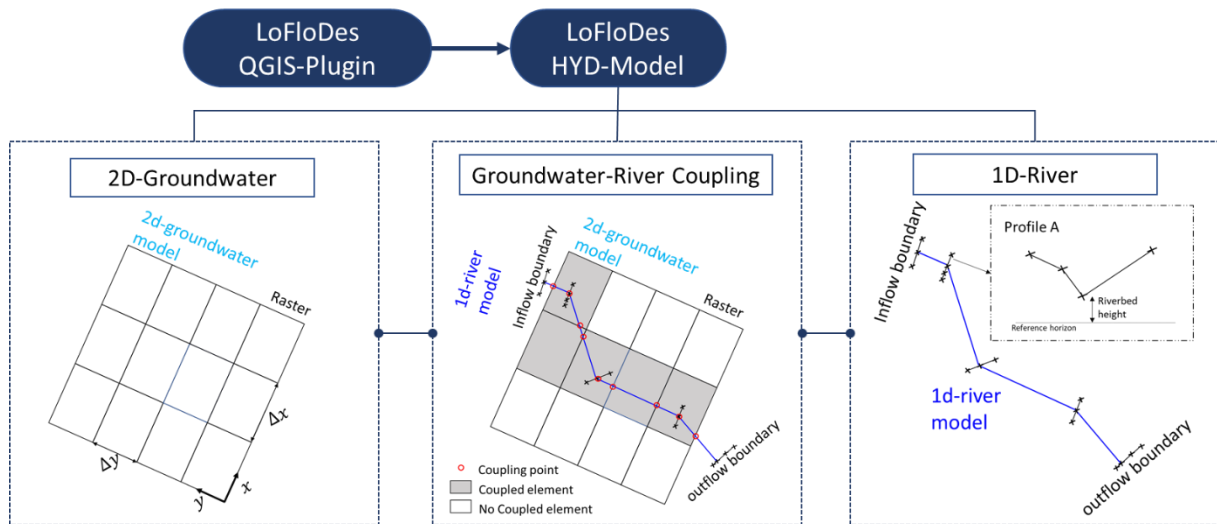 LoFloDes
QGIS-Plugin
LoFloDes
HYD-Model
2D-Groundwater
2d-groundwater
model
Raster
Δx
Δy
x
y
Groundwater-River Coupling
1d-river
model
Inflow boundary
2d-groundwater
model
Raster
outflow boundary
Coupling point
Coupled element
No Coupled element
1D-River
Inflow boundary
Profile A
Riverbed
height
Reference horizon
1d-river
model
outflow boundary